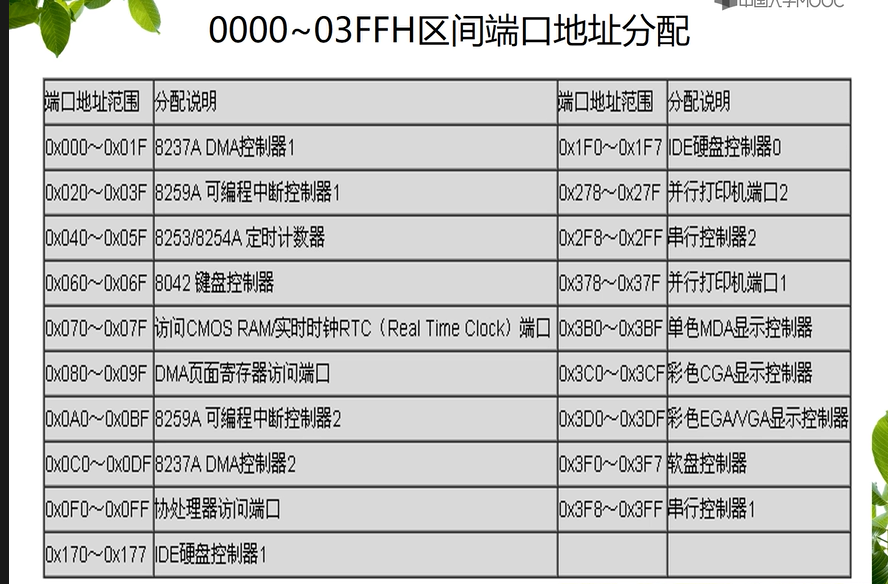 中国大学MOOC
0000~03FFH区间端口地址分配
端口地址范围 分配说明 端口地址范围 分配说明
0x000~0x01F 8237A DMA控制器1 0x1F0~0x1F7 IDE硬盘控制器0
0x020~0x03F 8259A 可编程中断控制器1 0x278~0x27F 并行打印机端口2
0x040~0x05F 8253/8254A 定时计数器 0x2F8~0x2FF 串行控制器2
0x060~0x06F 8042 键盘控制器 0x378~0x37F 并行打印机端口1
0x070~0x07F 访问CMOS RAM/实时时钟RTC（Real Time Clock）端口 0x3B0~0x3BF 单色MDA显示控制器
0x080~0x09F DMA页面寄存器访问端口 0x3C0~0x3CF 彩色CGA显示控制器
0x0A0~0x0BF 8259A 可编程中断控制器2 0x3D0~0x3DF 彩色EGA/VGA显示控制器
0x0C0~0x0DF 8237A DMA控制器2 0x3F0~0x3F7 软盘控制器
0x0F0~0x0FF 协处理器访问端口 0x3F8~0x3FF 串行控制器1
0x170~0x177 IDE硬盘控制器1